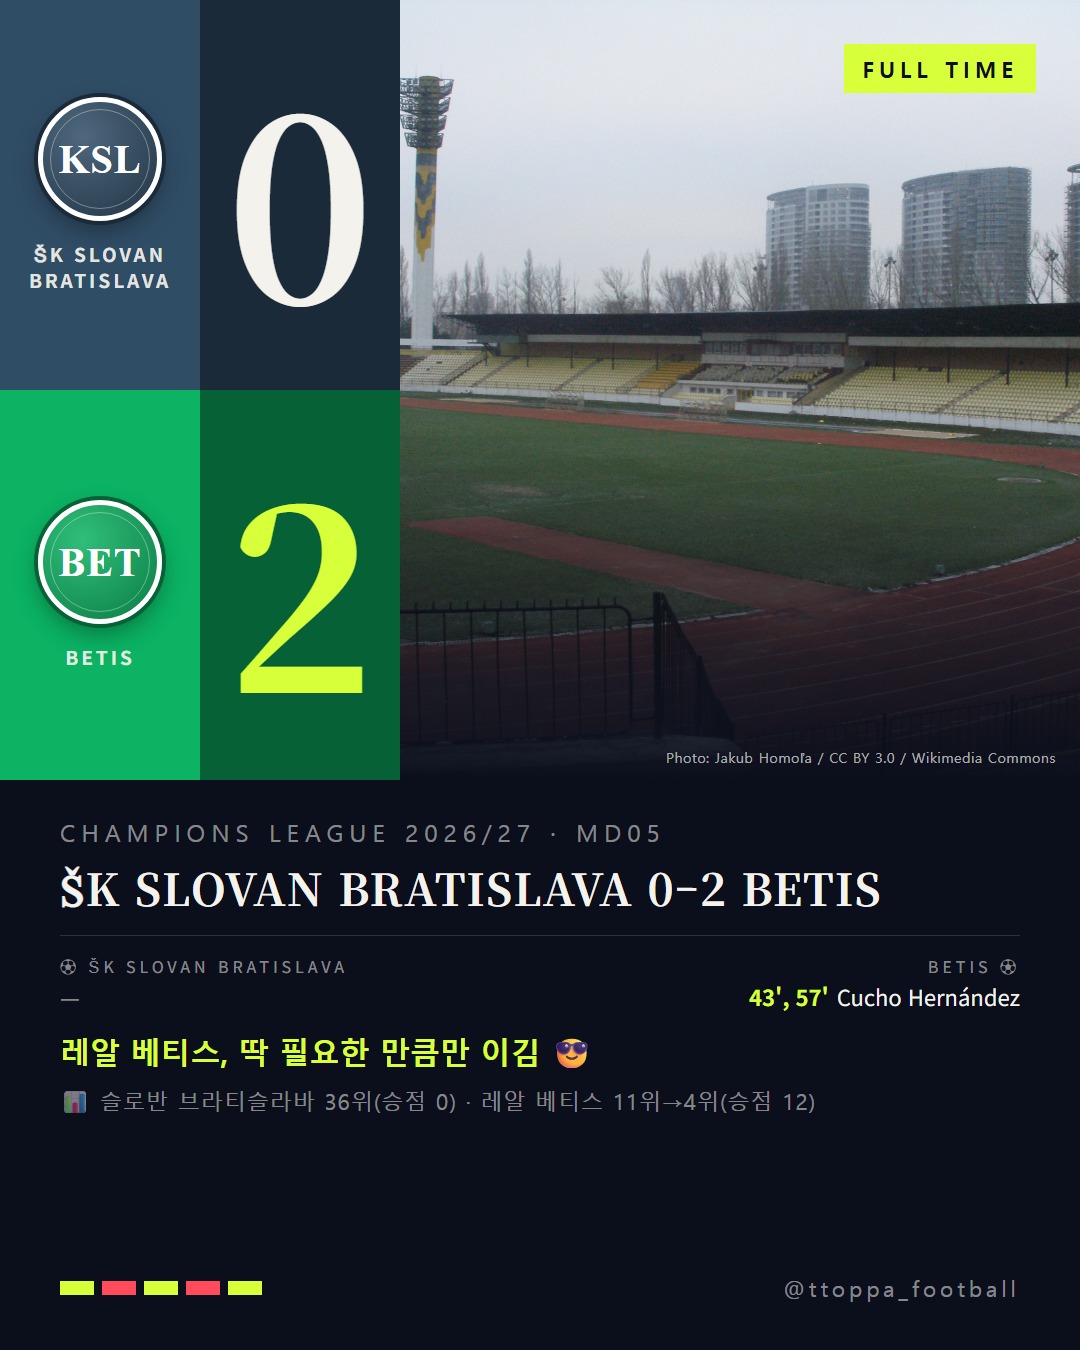 KSL
ŠK SLOVAN
BRATISLAVA
0
FULL TIME
BET
BETIS
2
Photo: Jakub Homoľa / CC BY 3.0 / Wikimedia Commons
CHAMPIONS LEAGUE 2026/27 · MD05
ŠK SLOVAN BRATISLAVA 0–2 BETIS
⚽ ŠK SLOVAN BRATISLAVA
—
BETIS ⚽
43', 57' Cucho Hernández
레알 베티스, 딱 필요한 만큼만 이김 😎
📊 슬로반 브라티슬라바 36위(승점 0) · 레알 베티스 11위→4위(승점 12)
@ttoppa_football